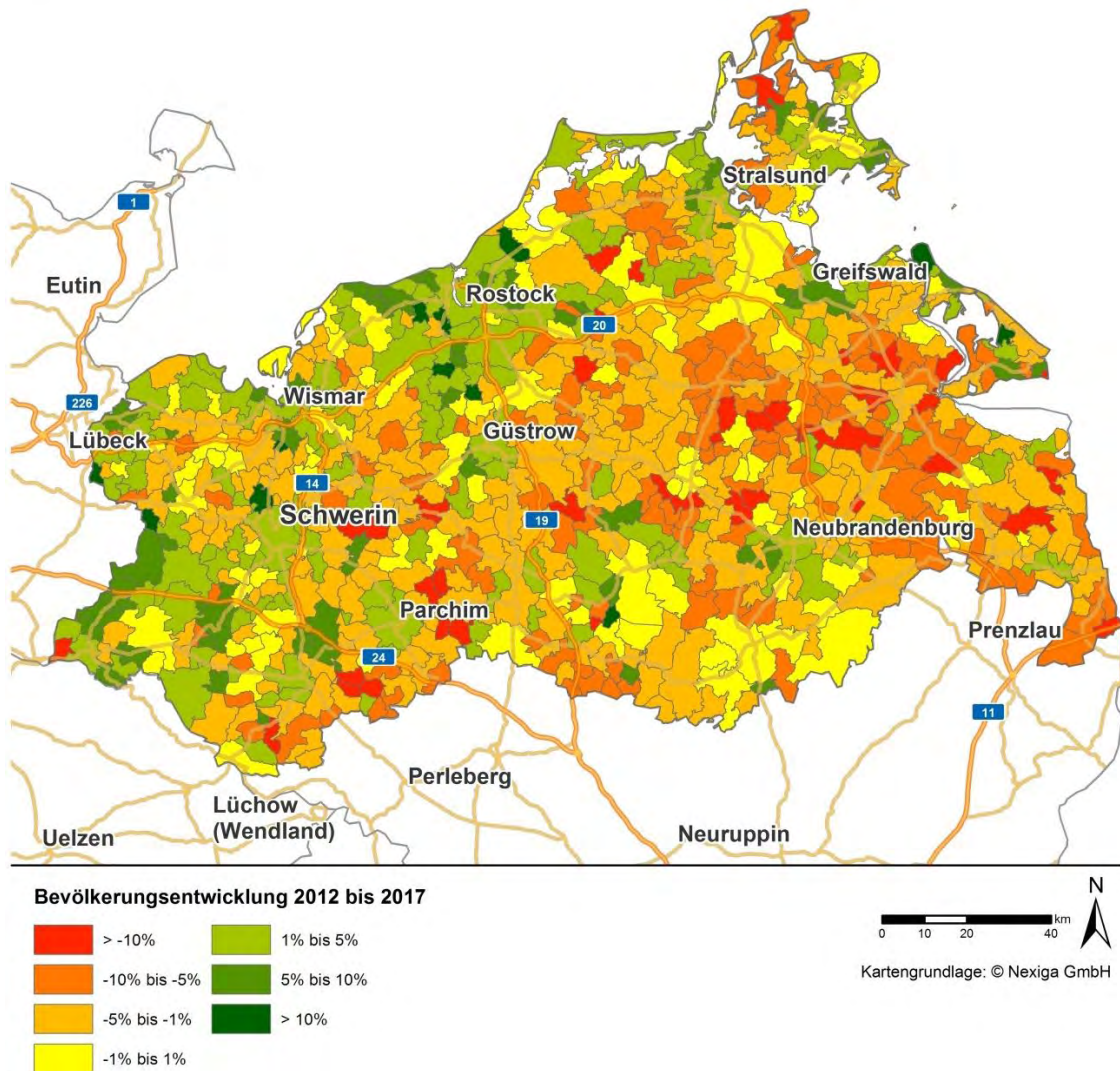 Stralsund
1
Greifswald
Eutin
Rostock
20
226
Wismar
Lübeck
Güstrow
14
Schwerin
19
Neubrandenburg
Parchim
Prenzlau
24
11
Perleberg
Lüchow
(Wendland)
Uelzen
Neuruppin
Bevölkerungsentwicklung 2012 bis 2017
> -10%
-10% bis -5%
-5% bis -1%
-1% bis 1%
1% bis 5%
5% bis 10%
> 10%
N
km
0 10 20 40
Kartengrundlage: © Nexiga GmbH